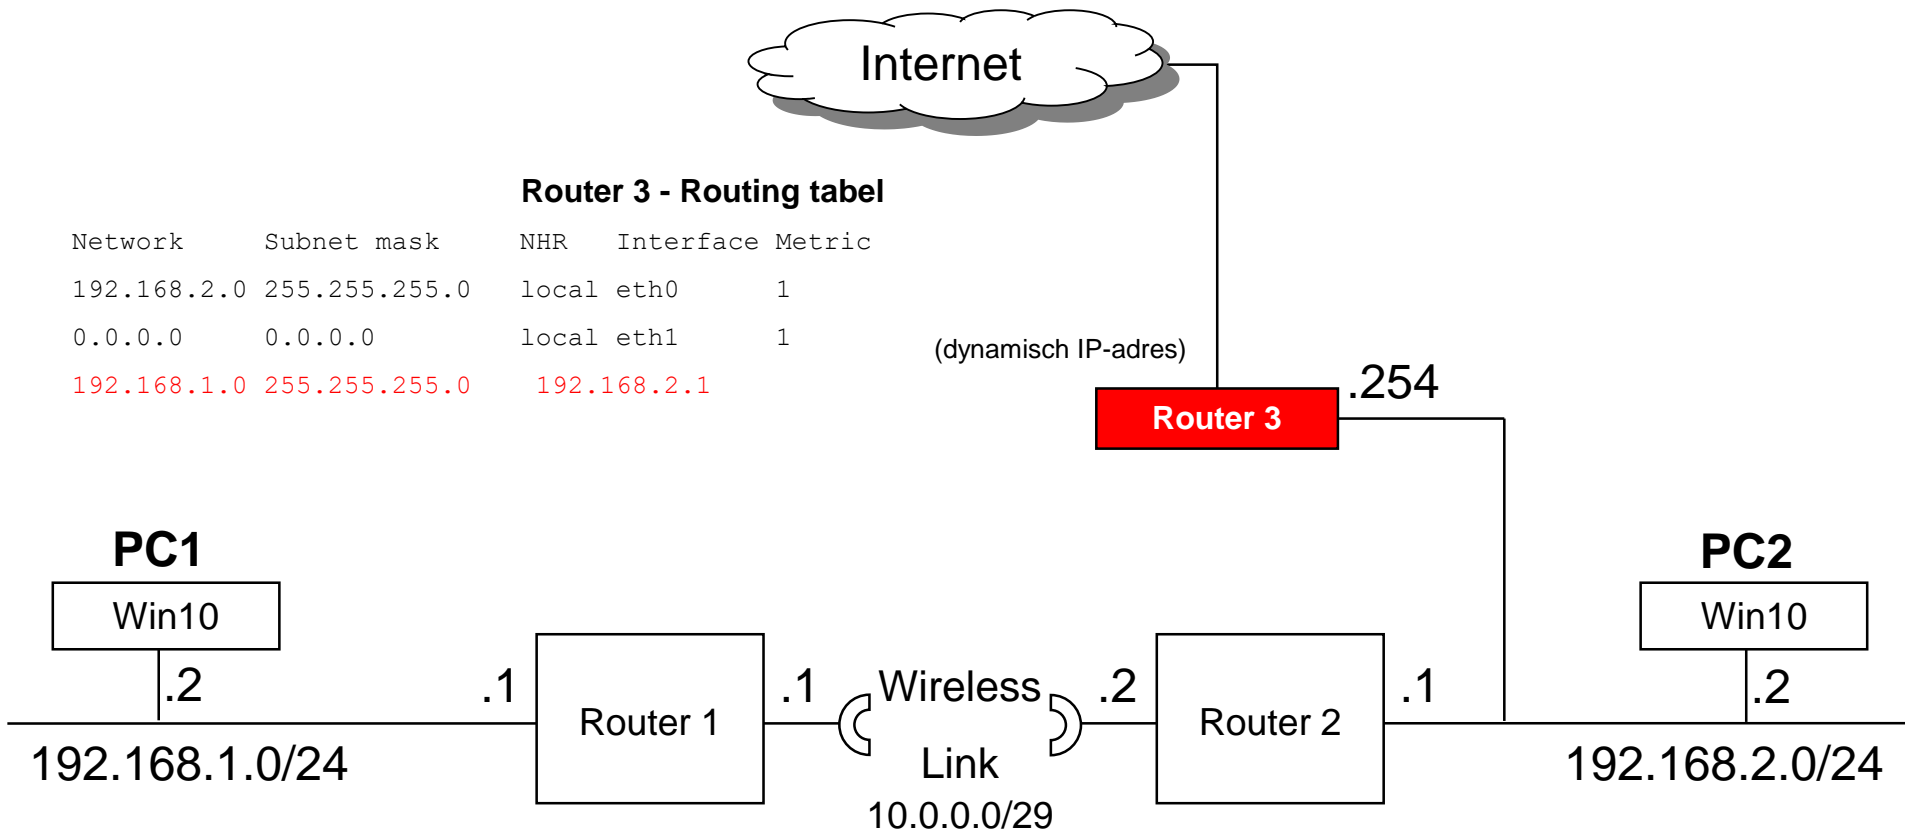 Internet
Router 3 - Routing tabel
Network Subnet mask NHR Interface Metric
192.168.2.0 255.255.255.0 local eth0 1
0.0.0.0 0.0.0.0 local eth1 1
192.168.1.0 255.255.255.0 192.168.2.1
(dynamisch IP-adres)
.254
Router 3
PC1
Win10
.2
PC2
Win10
.2
.1
Router 1
.1
Wireless
Link
10.0.0.0/29
.2
Router 2
.1
192.168.1.0/24
192.168.2.0/24